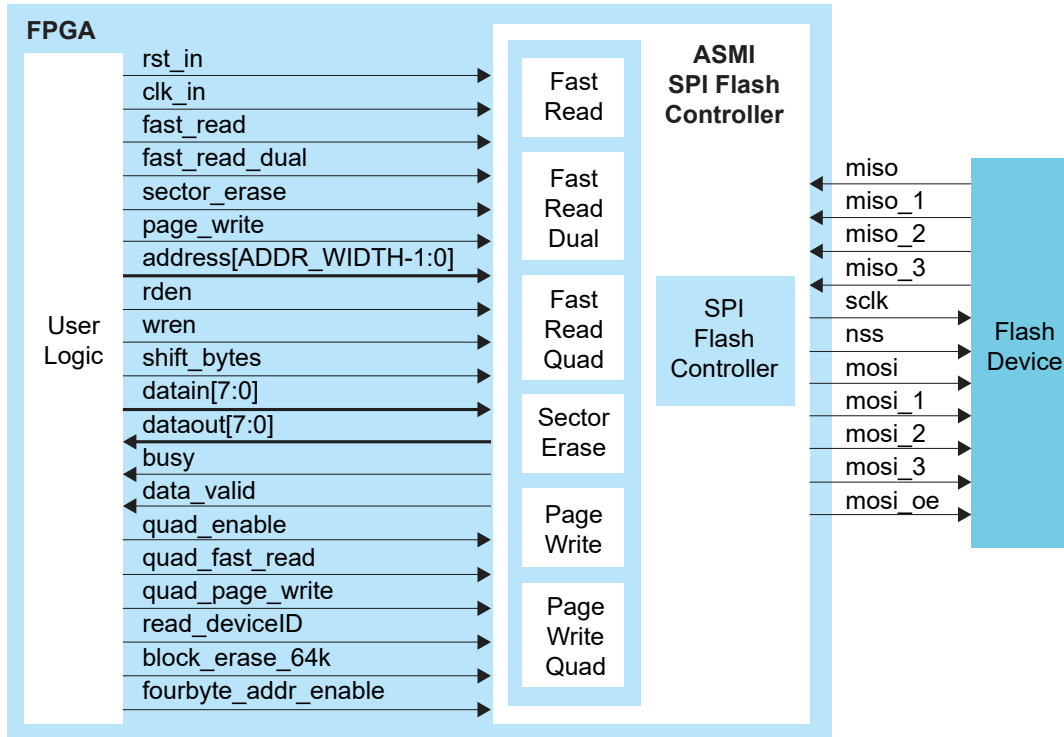 FPGA
rst_in
clk_in
fast_read
fast_read_dual
sector_erase
page_write
address[ADDR_WIDTH-1:0]
rden
wren
shift_bytes
datain[7:0]
dataout[7:0]
busy
data_valid
quad_enable
quad_fast_read
quad_page_write
read_deviceID
block_erase_64k
fourbyte_addr_enable
User
Logic
Fast
Read
Fast
Read
Dual
Fast
Read
Quad
Sector
Erase
Page
Write
Page
Write
Quad
ASMI
SPI Flash
Controller
SPI
Flash
Controller
miso
miso_1
miso_2
miso_3
sclk
nss
mosi
mosi_1
mosi_2
mosi_3
mosi_oe
Flash
Device